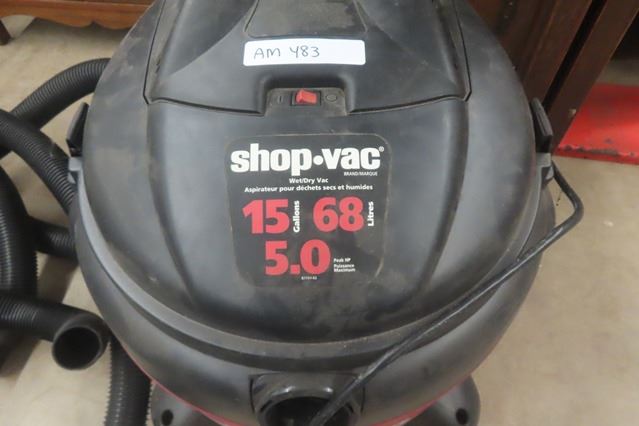 AM 483
shop·vac®
BRAND/MARQUE
Wet/Dry Vac
Aspirateur pour déchets secs et humides
15 Gallons 68 Litres
5.0 Peak HP
Puissance
Maximum